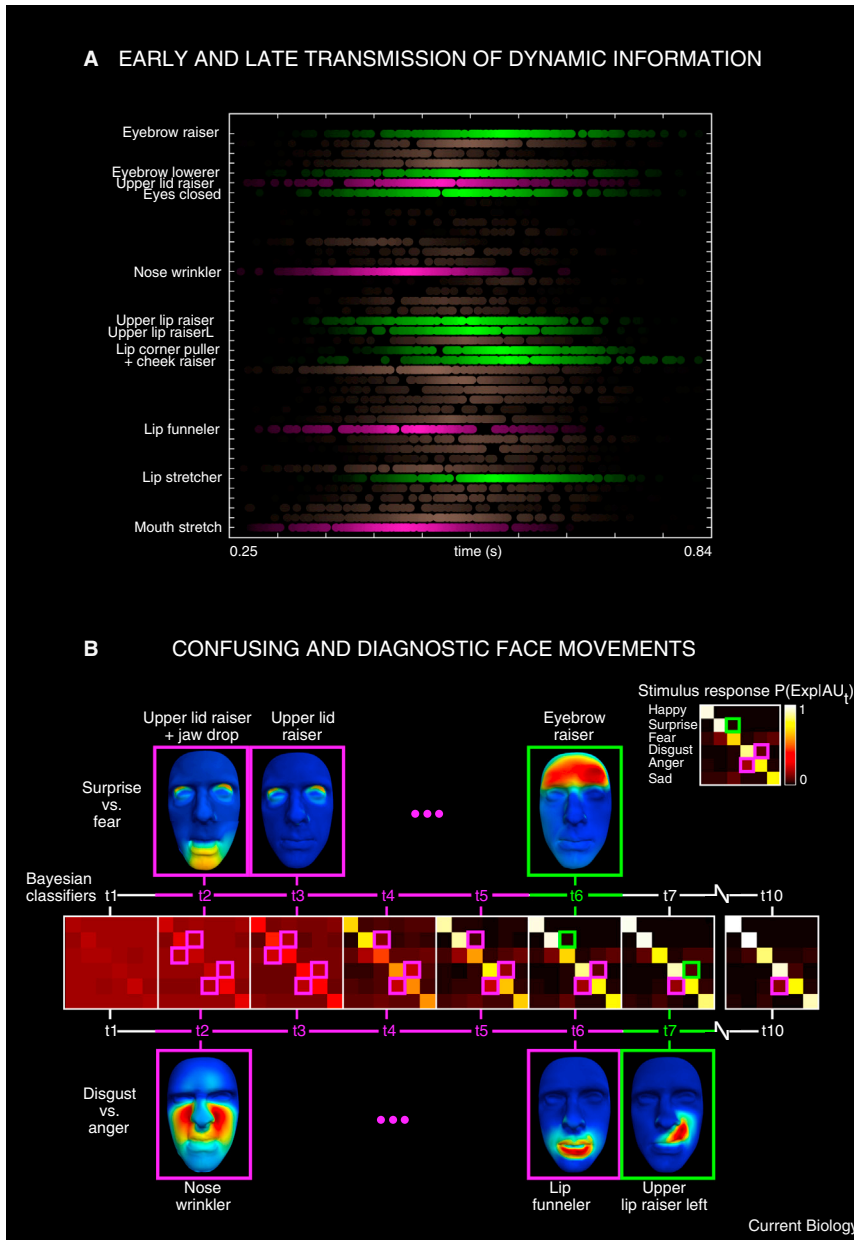 A EARLY AND LATE TRANSMISSION OF DYNAMIC INFORMATION
Eyebrow raiser
Eyebrow lowerer
Upper lid raiser
Eyes closed
Nose wrinkler
Upper lip raiser
Upper lip raiserL
Lip corner puller
+ cheek raiser
Lip funneler
Lip stretcher
Mouth stretch
0.25 time (s) 0.84
B CONFUSING AND DIAGNOSTIC FACE MOVEMENTS
Stimulus response P(Exp|AUt)
Happy 1
Surprise
Fear
Disgust
Anger
Sad 0
Upper lid raiser
+ jaw drop
Upper lid
raiser
Eyebrow
raiser
Surprise
vs.
fear
Bayesian
classifiers
t1 t2 t3 t4 t5 t6 t7 t10
t1 t2 t3 t4 t5 t6 t7 t10
Disgust
vs.
anger
Nose
wrinkler
Lip
funneler
Upper
lip raiser left
Current Biology